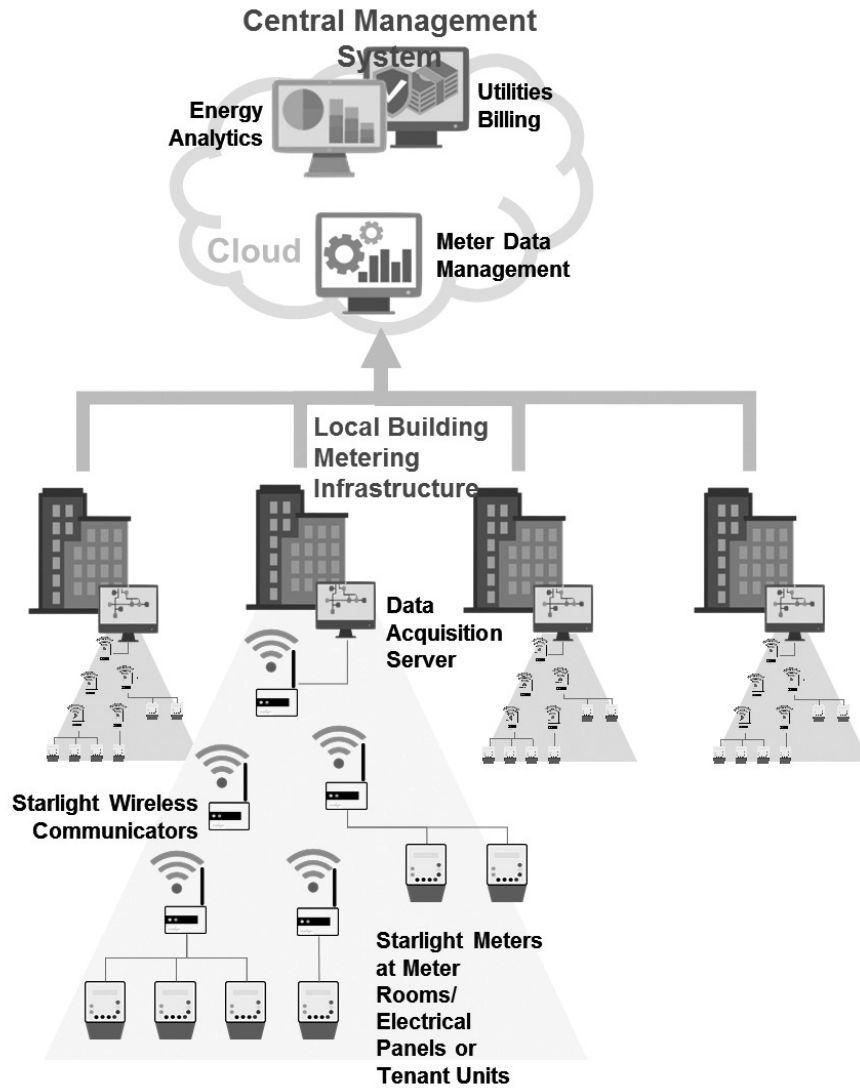 Central Management
System
Energy
Analytics
Utilities
Billing
Cloud
Meter Data
Management
Local Building
Metering
Infrastructure
Data
Acquisition
Server
Starlight Wireless
Communicators
Starlight Meters
at Meter
Rooms/
Electrical
Panels or
Tenant Units